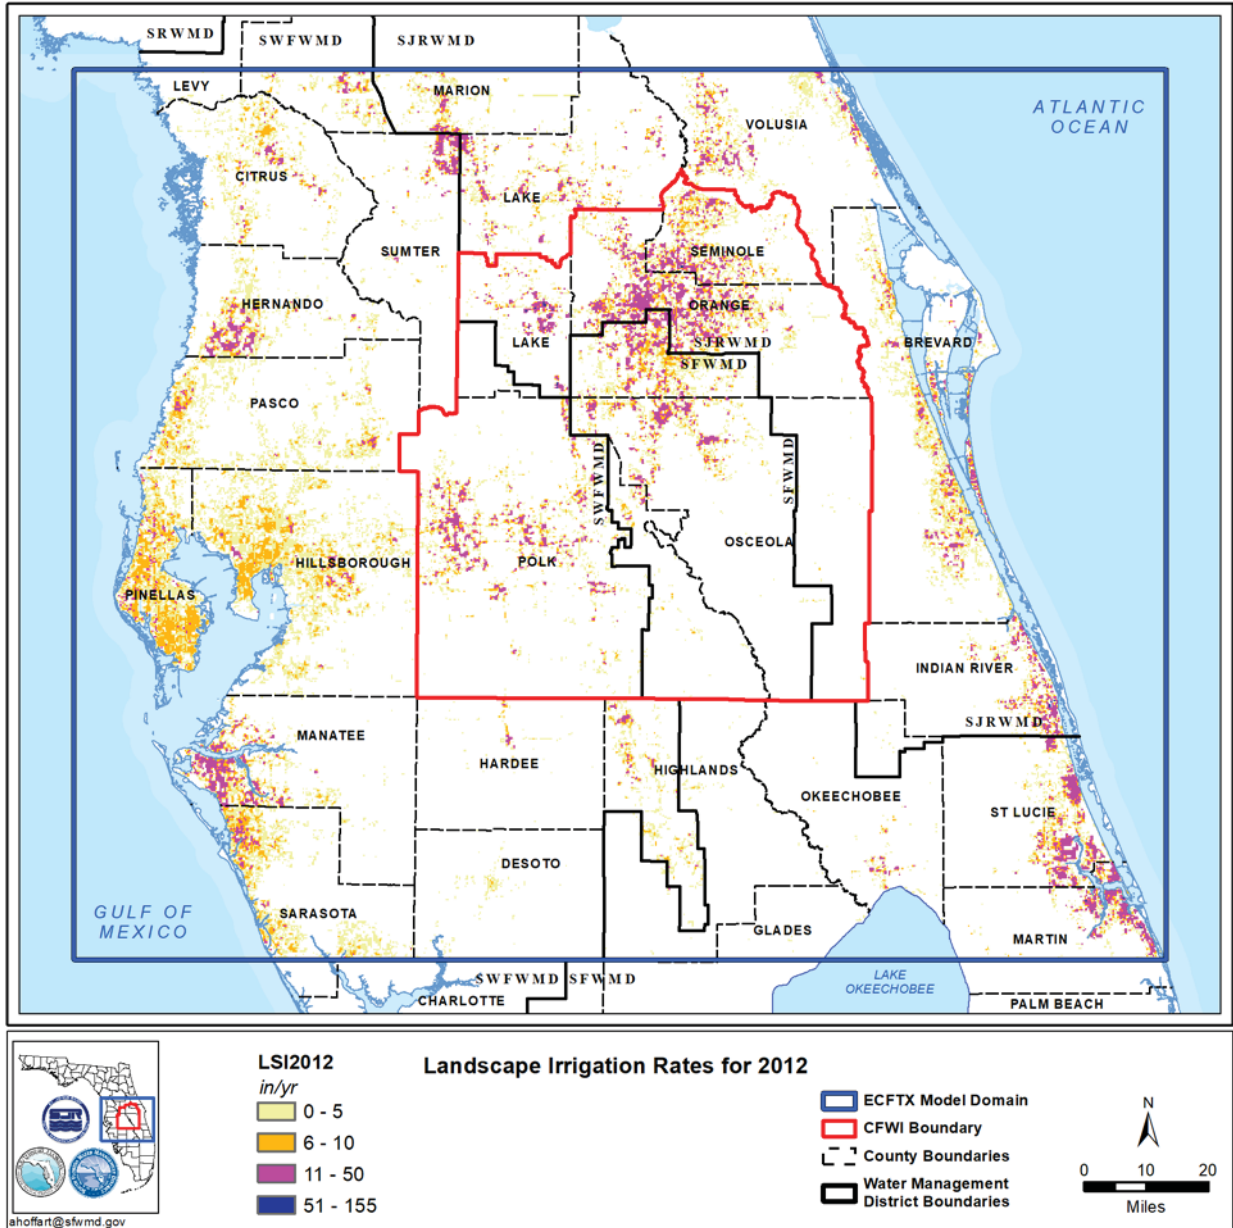 SRWMD
SWFWMD
SJRWMD
LEVY
MARION
VOLUSIA
ATLANTIC
OCEAN
CITRUS
LAKE
SUMTER
SEMINOLE
HERNANDO
ORANGE
LAKE
SJRWMD
BREVARD
SFWMD
PASCO
SWFWMD
SFWMD
OSCEOLA
HILLSBOROUGH
POLK
PINELLAS
INDIAN RIVER
SJRWMD
MANATEE
HARDEE
HIGHLANDS
OKEECHOBEE
ST LUCIE
DESOTO
SARASOTA
GULF OF
MEXICO
GLADES
MARTIN
SWFWMD
SFWMD
LAKE
OKEECHOBEE
CHARLOTTE
PALM BEACH
LSI2012
in/yr
0 - 5
6 - 10
11 - 50
51 - 155
Landscape Irrigation Rates for 2012
ECFTX Model Domain
CFWI Boundary
County Boundaries
Water Management
District Boundaries
N
0 10 20
Miles
SJR
ahoffart@sfwmd.gov